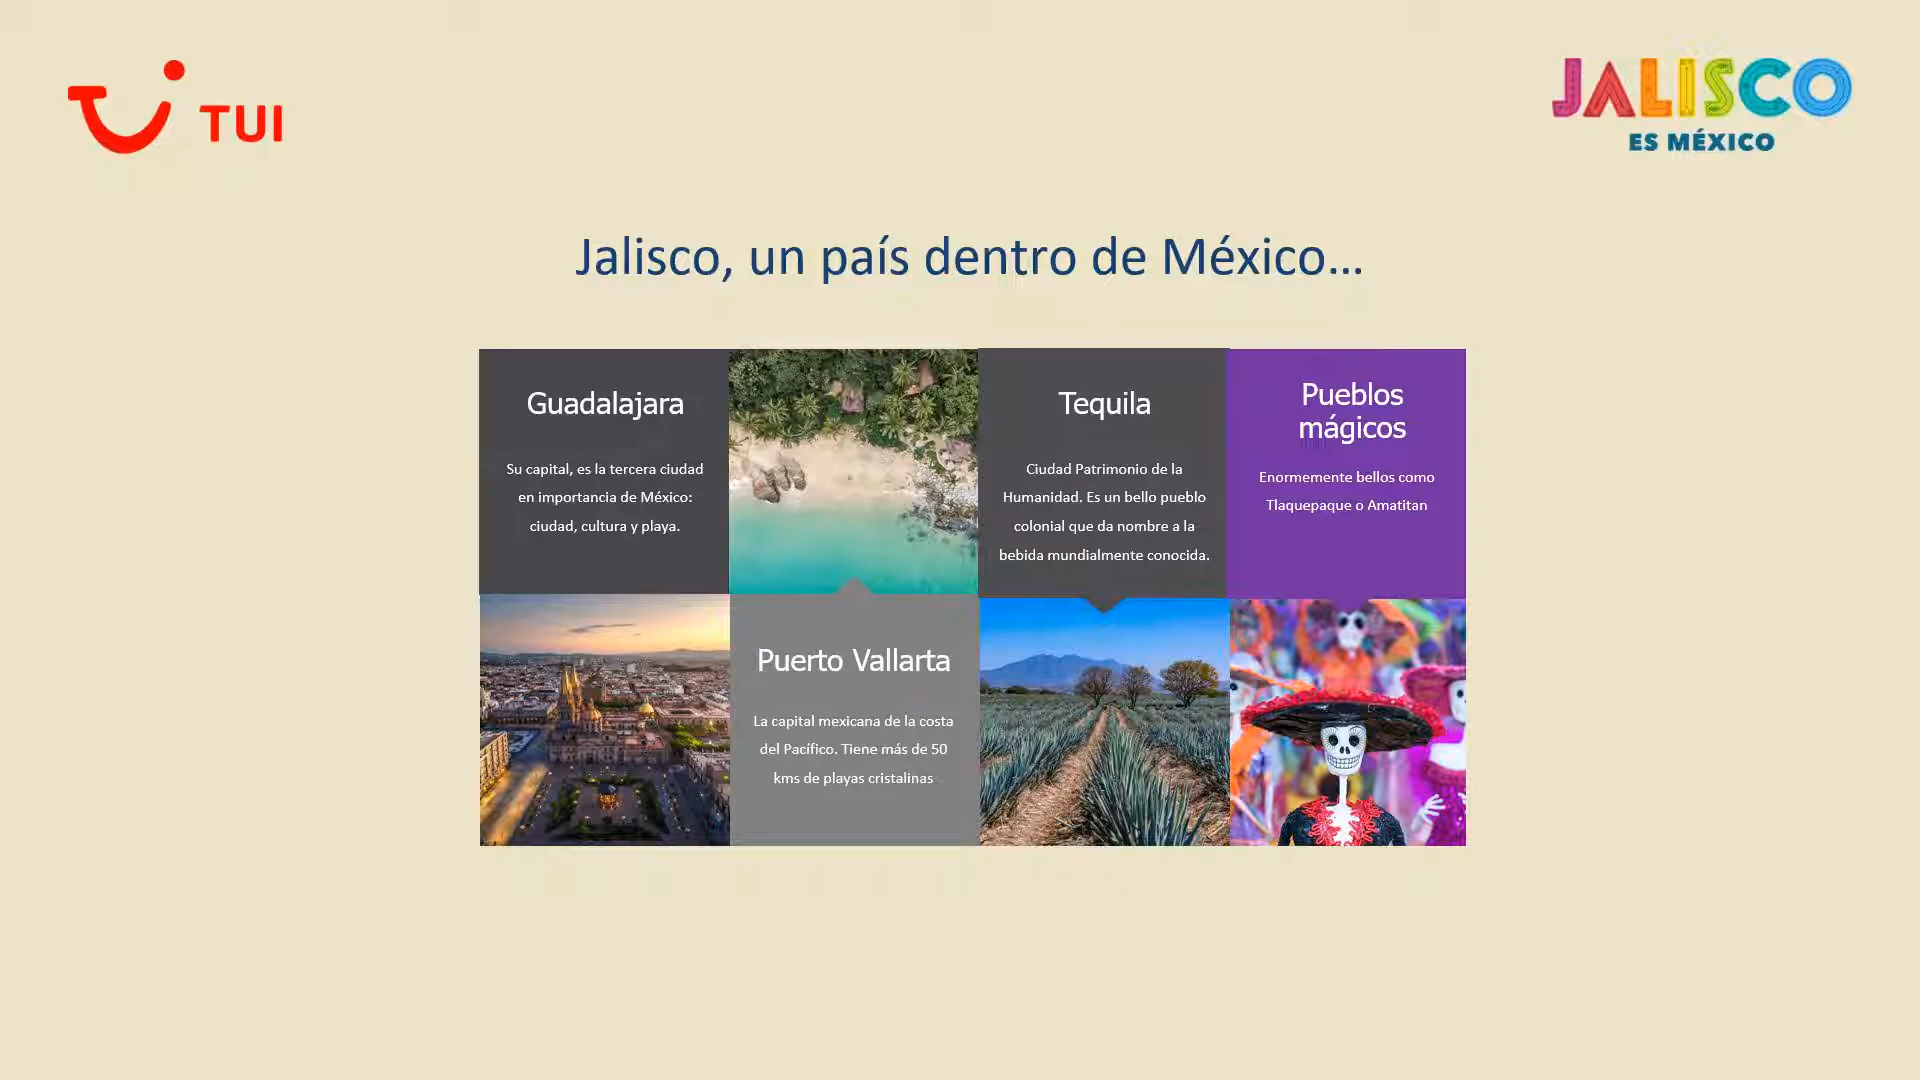 TUI
JALISCO
ES MÉXICO
Jalisco, un país dentro de México...
Guadalajara
Su capital, es la tercera ciudad
en importancia de México:
ciudad, cultura y playa.
Tequila
Ciudad Patrimonio de la
Humanidad. Es un bello pueblo
colonial que da nombre a la
bebida mundialmente conocida.
Pueblos
mágicos
Enormemente bellos como
Tlaquepaque o Amatitan
Puerto Vallarta
La capital mexicana de la costa
del Pacífico. Tiene más de 50
kms de playas cristalinas